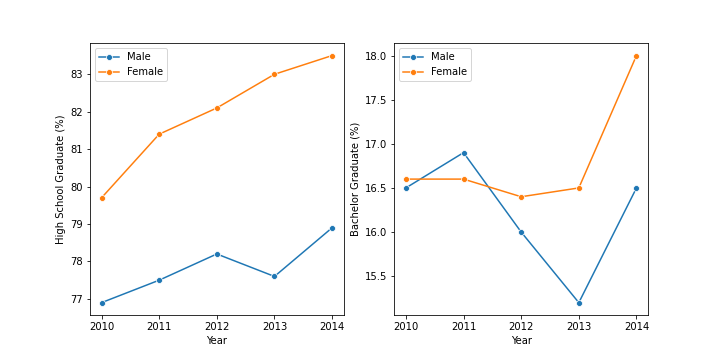 High School Graduate (%)
83
82
81
80
79
78
77
Male
Female
2010 2011 2012 2013 2014
Year
Bachelor Graduate (%)
18.0
17.5
17.0
16.5
16.0
15.5
Male
Female
2010 2011 2012 2013 2014
Year